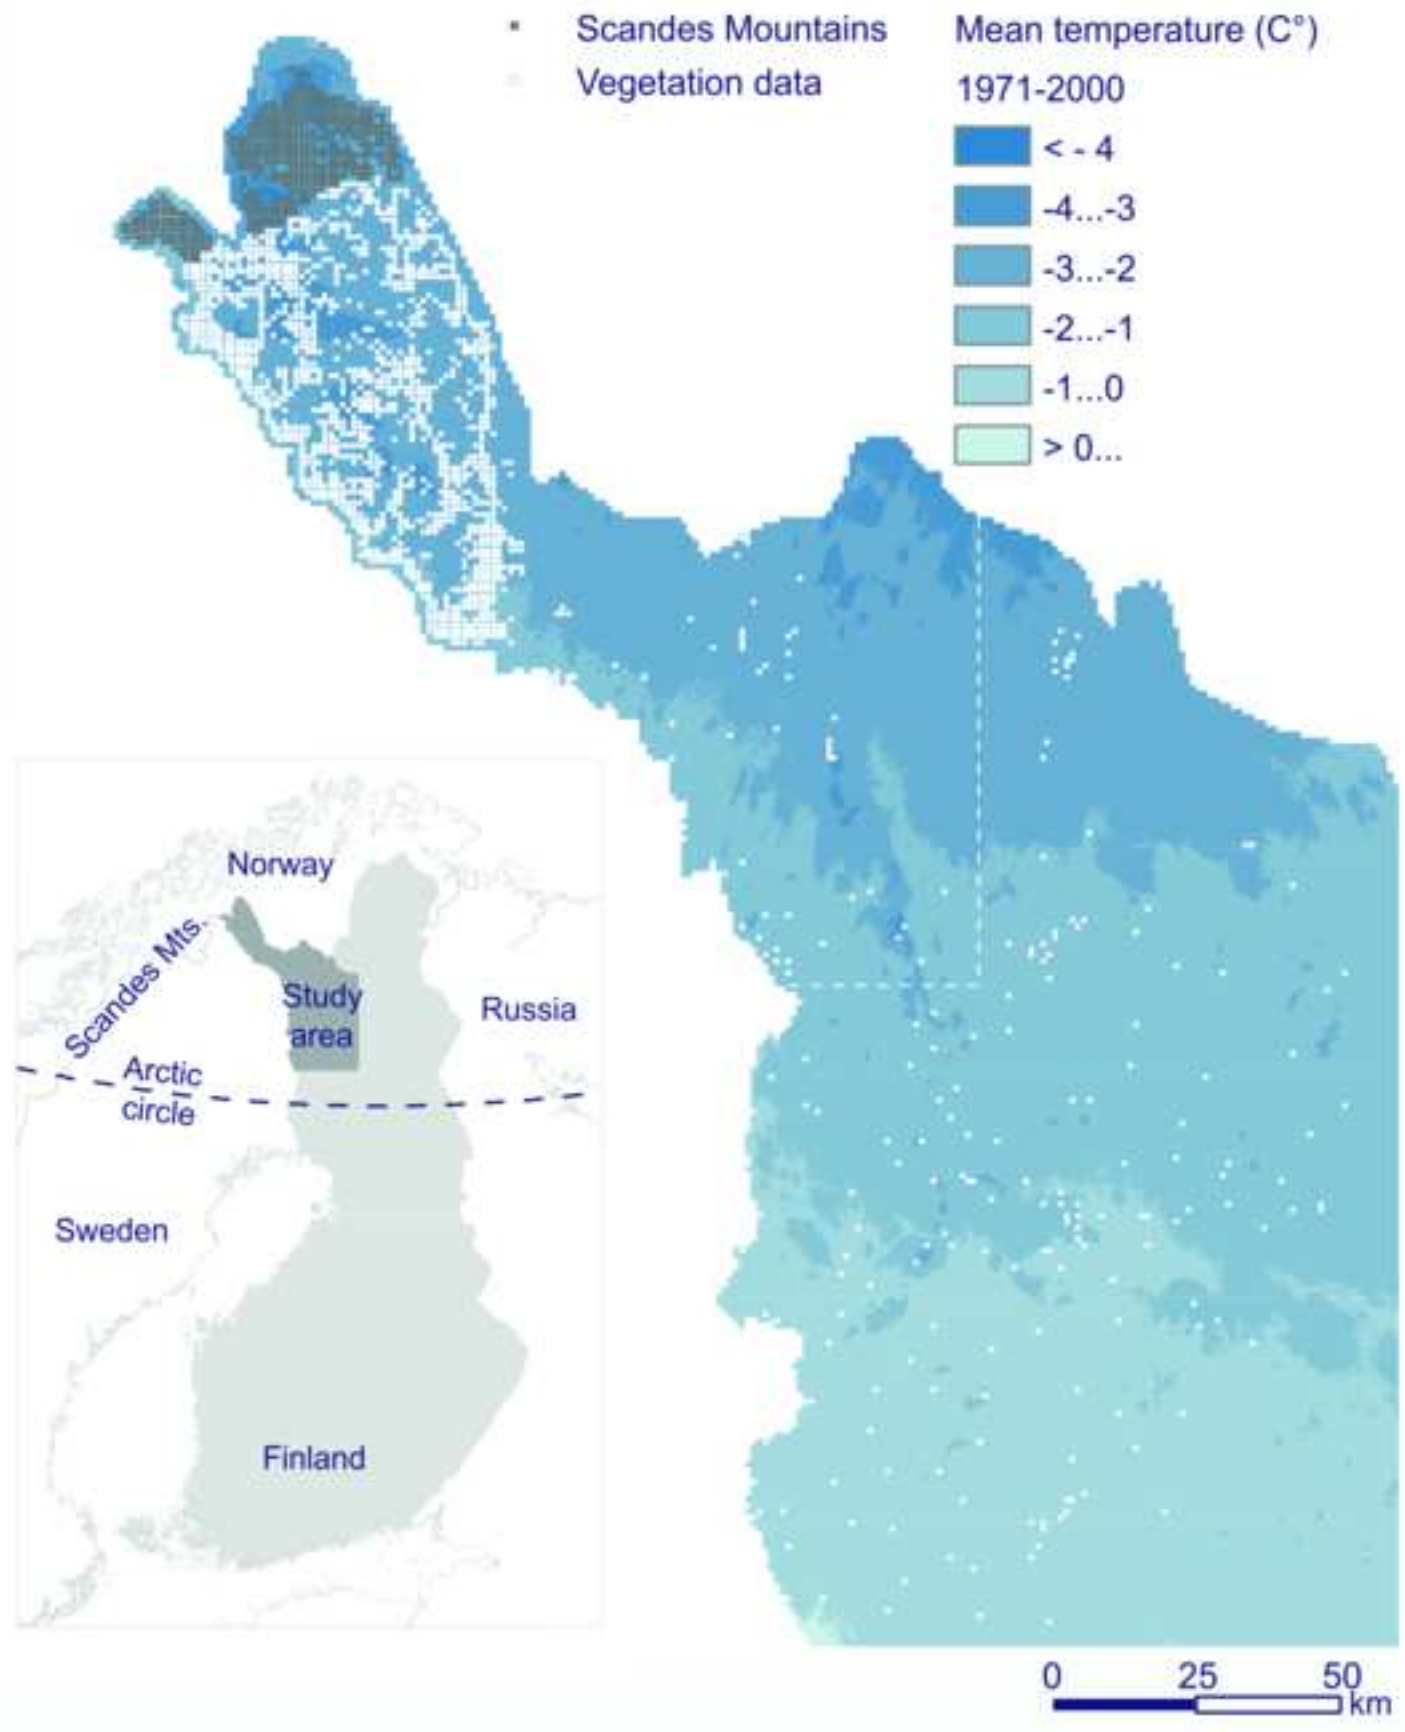 Scandes Mountains
Vegetation data
Mean temperature (C°)
1971-2000
< - 4
-4...-3
-3...-2
-2...-1
-1...0
> 0...
Norway
Scandes Mts.
Study
area
Russia
Arctic
circle
Sweden
Finland
0 25 50
km